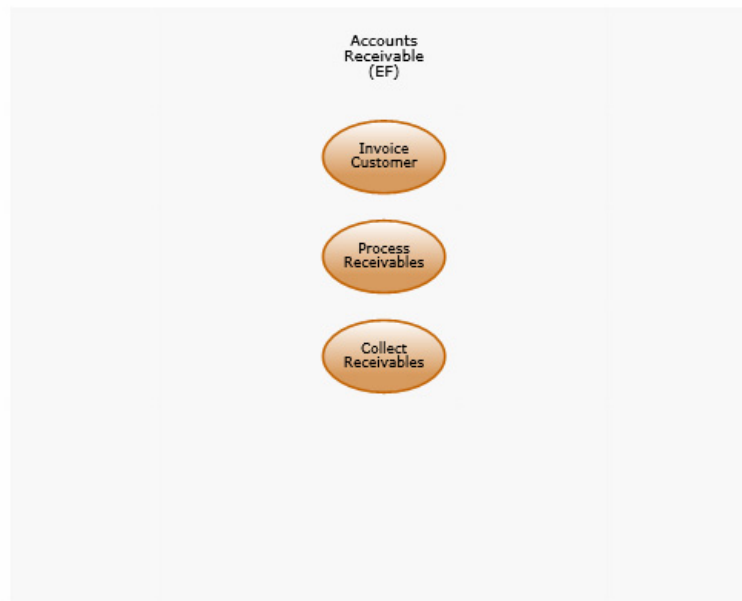 Accounts
Receivable
(EF)
Invoice
Customer
Process
Receivables
Collect
Receivables